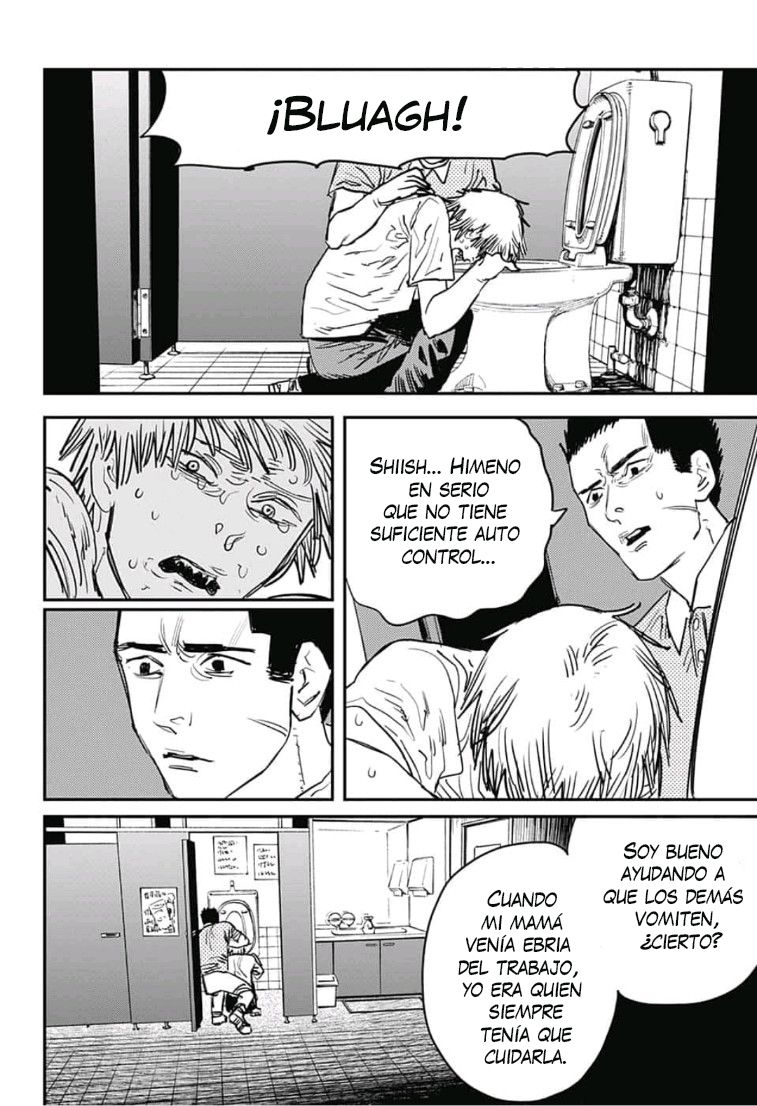 ¡BLUAGH!
SHIISH... HIMENO
EN SERIO
QUE NO TIENE
SUFICIENTE AUTO
CONTROL...
SOY BUENO
AYUDANDO A
QUE LOS DEMÁS
VOMITEN,
¿CIERTO?
CUANDO
MI MAMÁ
VENÍA EBRIA
DEL TRABAJO,
YO ERA QUIEN
SIEMPRE
TENÍA QUE
CUIDARLA.